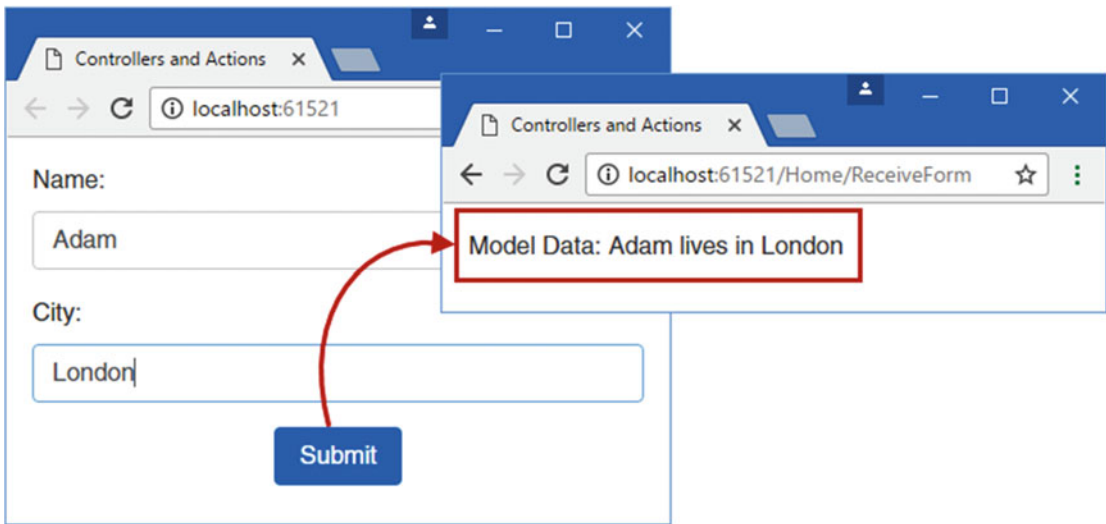 Controllers and Actions
localhost:61521
Name:
Adam
City:
London
Submit
Controllers and Actions
localhost:61521/Home/ReceiveForm
Model Data: Adam lives in London